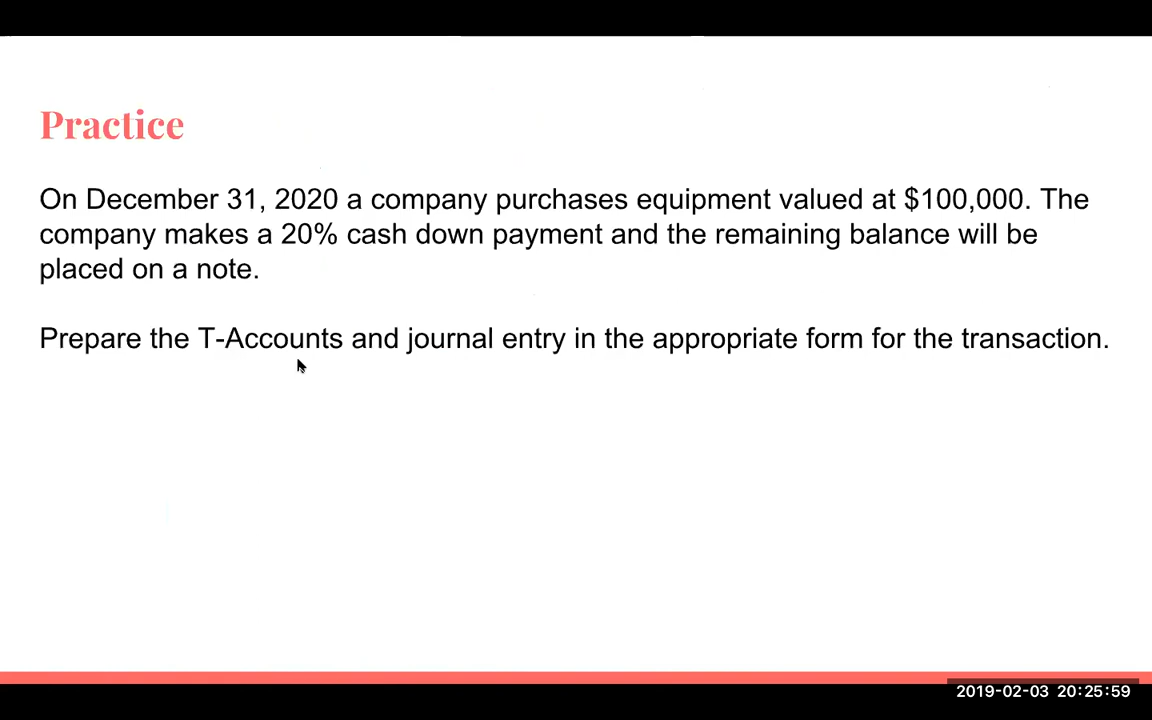 Practice
On December 31, 2020 a company purchases equipment valued at $100,000. The
company makes a 20% cash down payment and the remaining balance will be
placed on a note.
Prepare the T-Accounts and journal entry in the appropriate form for the transaction.
2019-02-03 20:25:59